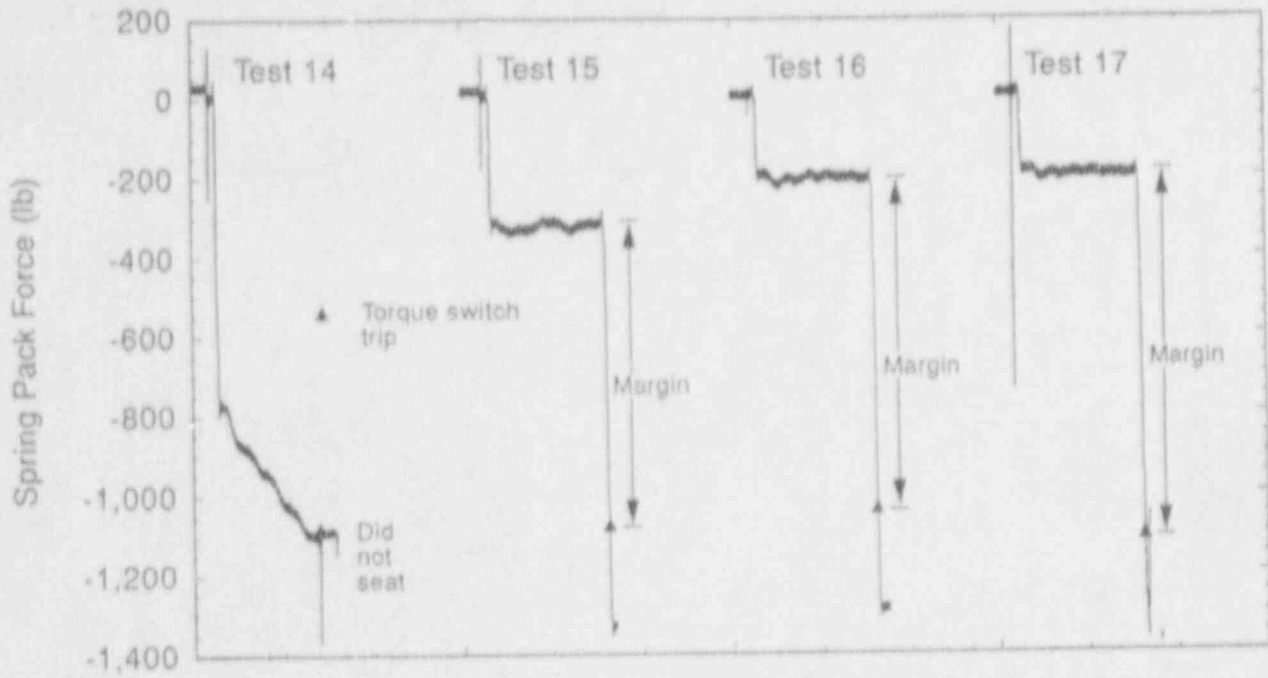 200
0
-200
-400
-600
-800
-1,000
-1,200
-1,400
Spring Pack Force (lb)
Test 14
Test 15
Test 16
Test 17
Torque switch
trip
Did
not
seat
Margin
Margin
Margin